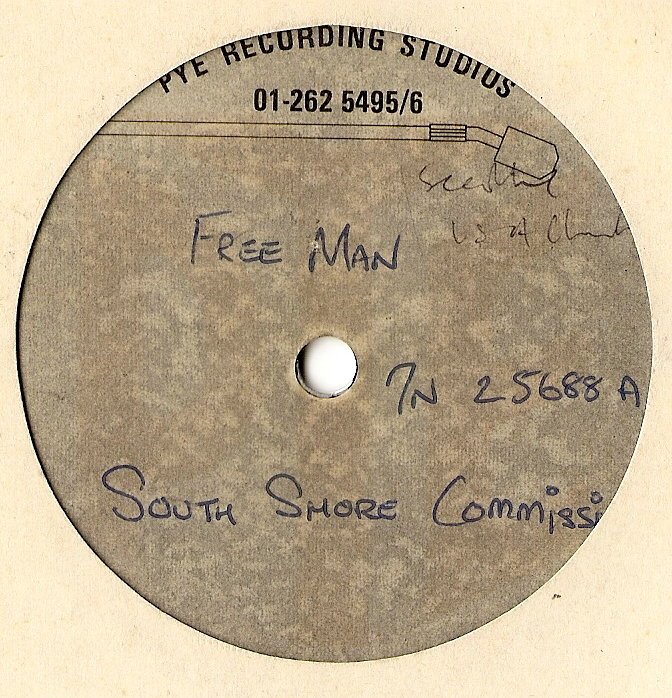 PYE RECORDING STUDIOS
01-262 5495/6
FREE MAN
7N 25688 A
SOUTH SHORE COMMISSi